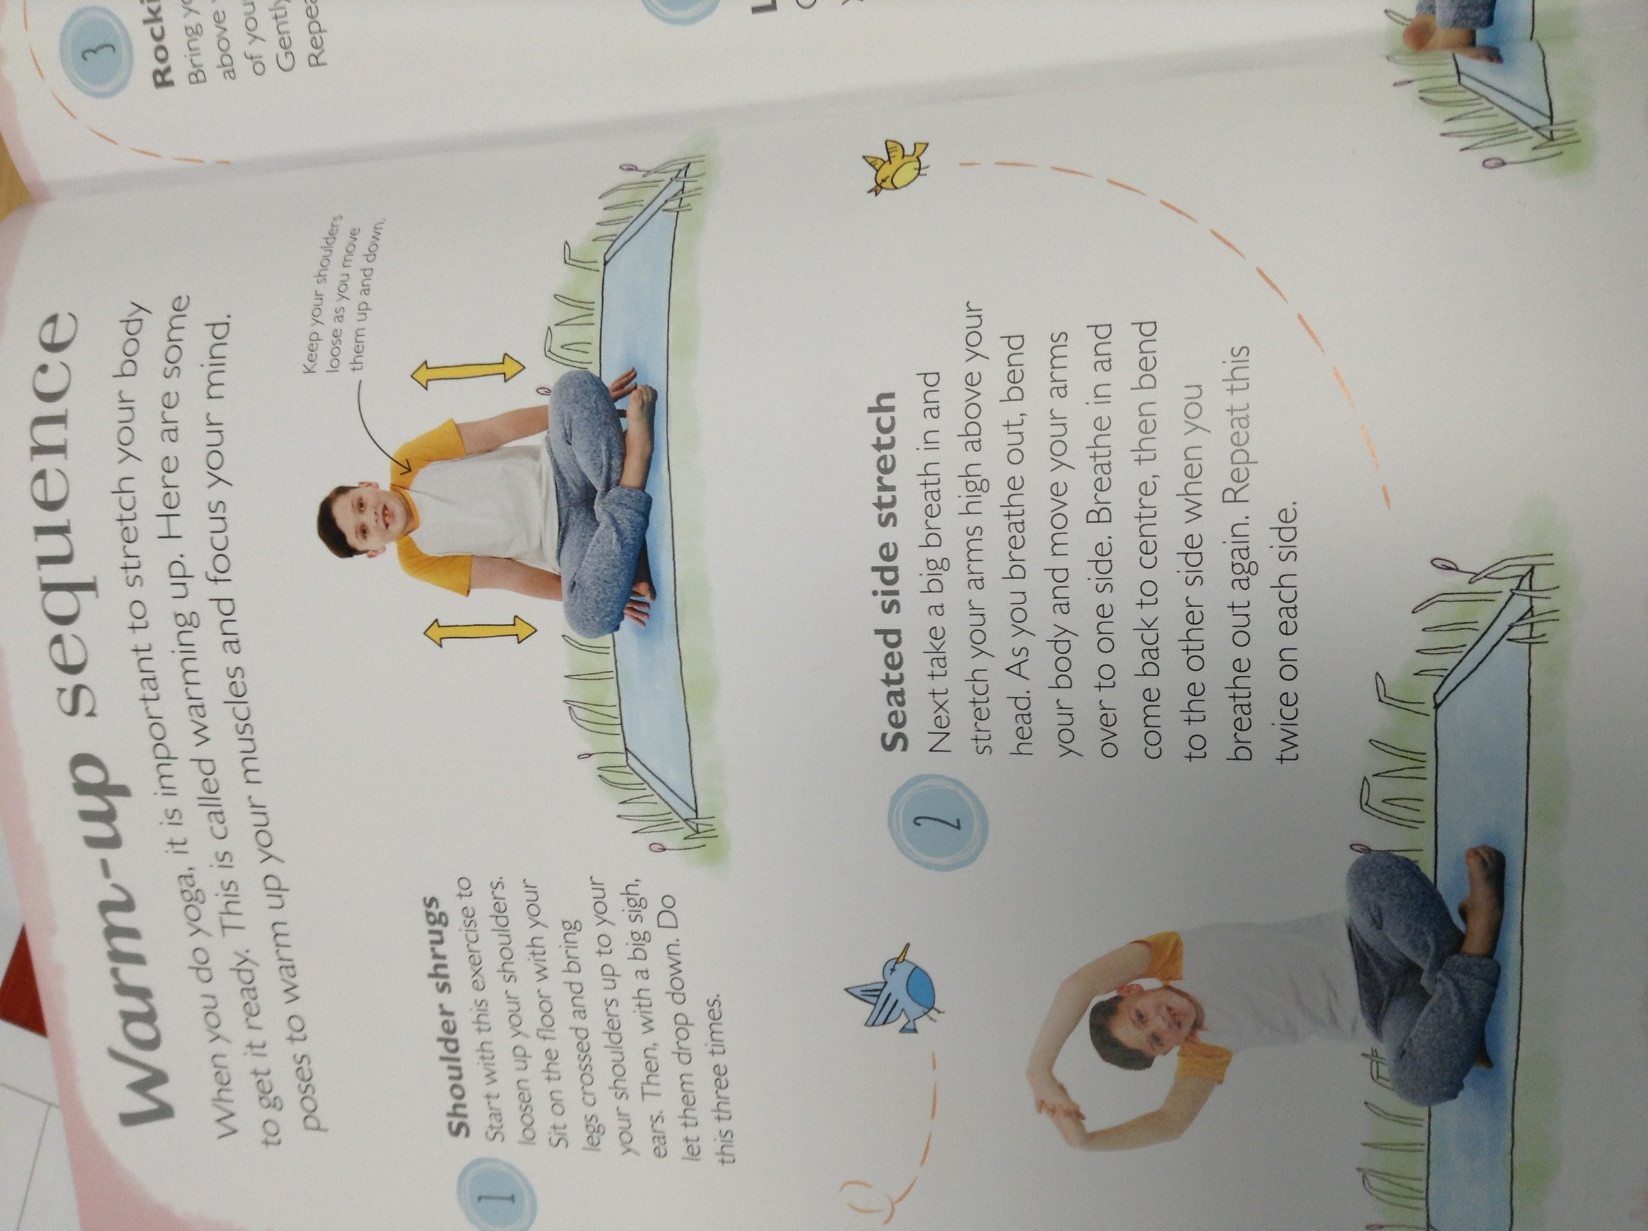 Warm-up sequence
When you do yoga, it is important to stretch your body
to get it ready. This is called warming up. Here are some
poses to warm up your muscles and focus your mind.
1
Shoulder shrugs
Start with this exercise to
loosen up your shoulders.
Sit on the floor with your
legs crossed and bring
your shoulders up to your
ears. Then, with a big sigh,
let them drop down. Do
this three times.
Keep your shoulders
loose as you move
them up and down.
2
Seated side stretch
Next take a big breath in and
stretch your arms high above your
head. As you breathe out, bend
your body and move your arms
over to one side. Breathe in and
come back to centre, then bend
to the other side when you
breathe out again. Repeat this
twice on each side.
3
Bring
above
of
Gently